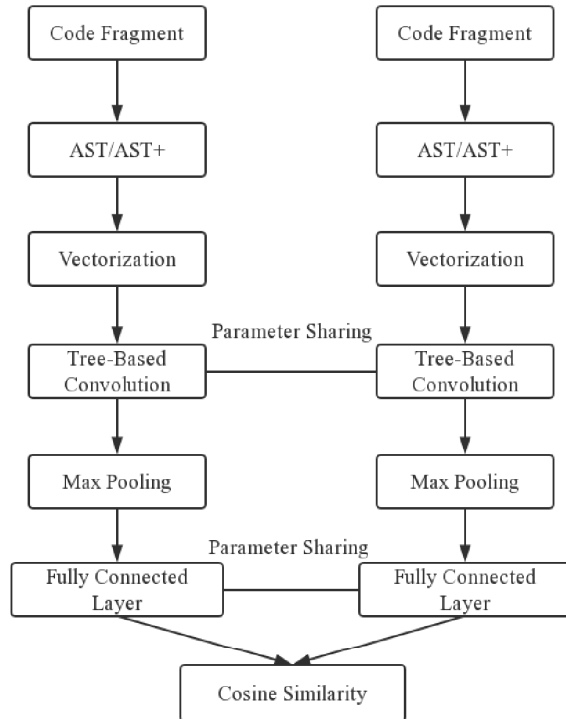 Code Fragment
Code Fragment
AST/AST+
AST/AST+
Vectorization
Vectorization
Parameter Sharing
Tree-Based
Convolution
Tree-Based
Convolution
Max Pooling
Max Pooling
Parameter Sharing
Fully Connected
Layer
Fully Connected
Layer
Cosine Similarity